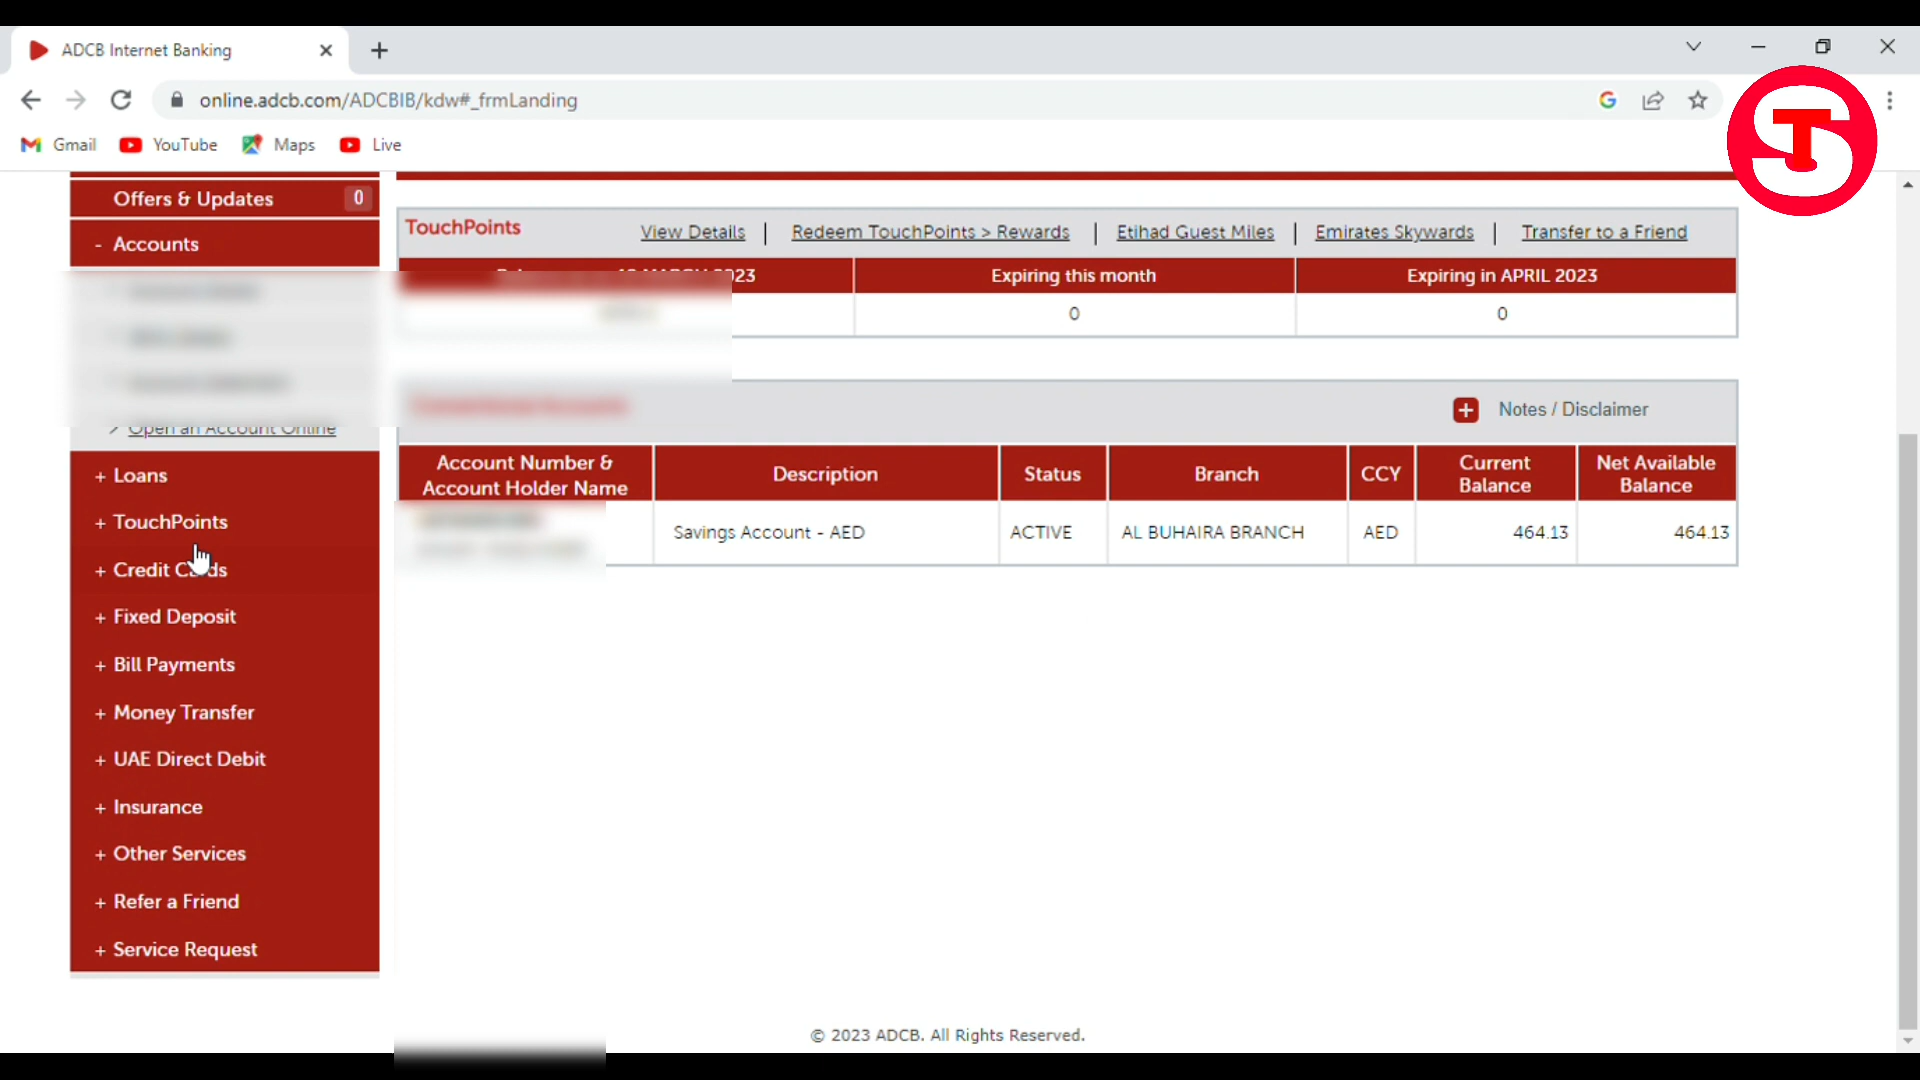 ADCB Internet Banking
online.adcb.com/ADCBIB/kdw#_frmLanding
Gmail YouTube Maps Live
Offers & Updates 0
- Accounts
Open an Account Online
+ Loans
+ TouchPoints
+ Credit Cards
+ Fixed Deposit
+ Bill Payments
+ Money Transfer
+ UAE Direct Debit
+ Insurance
+ Other Services
+ Refer a Friend
+ Service Request
TouchPoints View Details | Redeem TouchPoints > Rewards | Etihad Guest Miles | Emirates Skywards | Transfer to a Friend
MARCH 2023 Expiring this month Expiring in APRIL 2023
0 0
Conventional Accounts Notes / Disclaimer
Account Number & Account Holder Name Description Status Branch CCY Current Balance Net Available Balance
Savings Account - AED ACTIVE AL BUHAIRA BRANCH AED 464.13 464.13
© 2023 ADCB. All Rights Reserved.